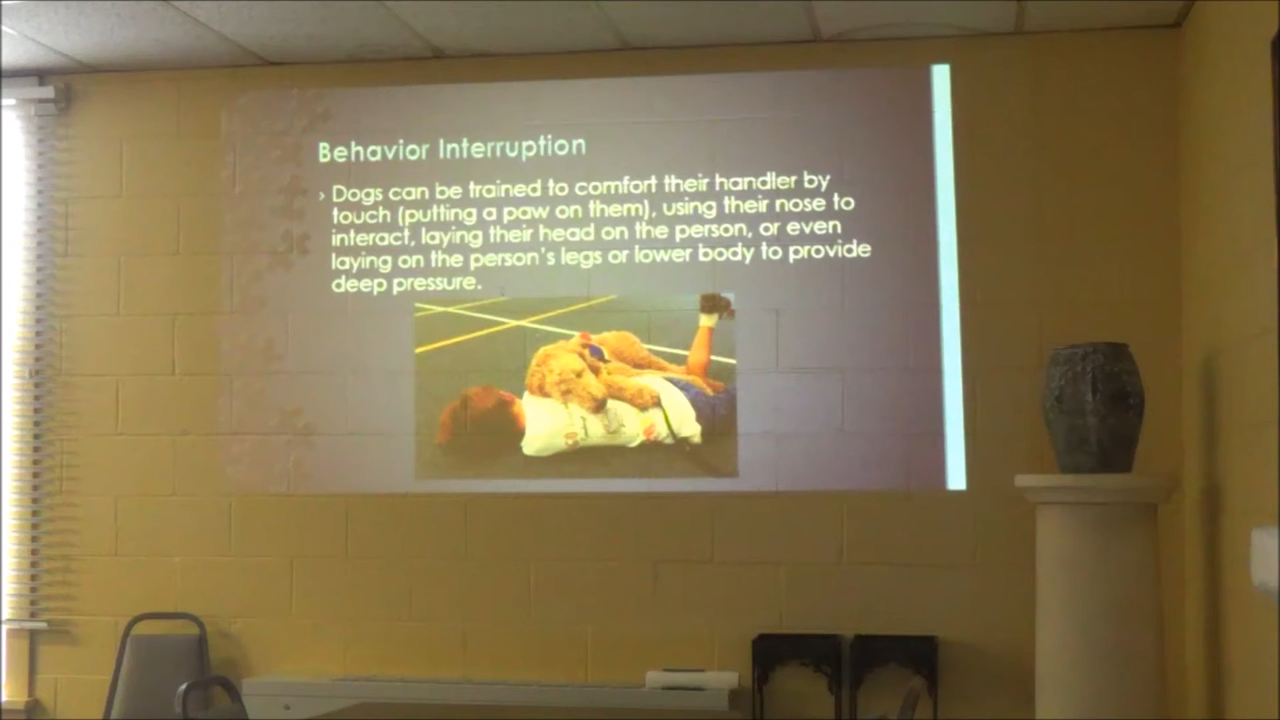 Behavior Interruption
› Dogs can be trained to comfort their handler by
touch (putting a paw on them), using their nose to
interact, laying their head on the person, or even
laying on the person's legs or lower body to provide
deep pressure.